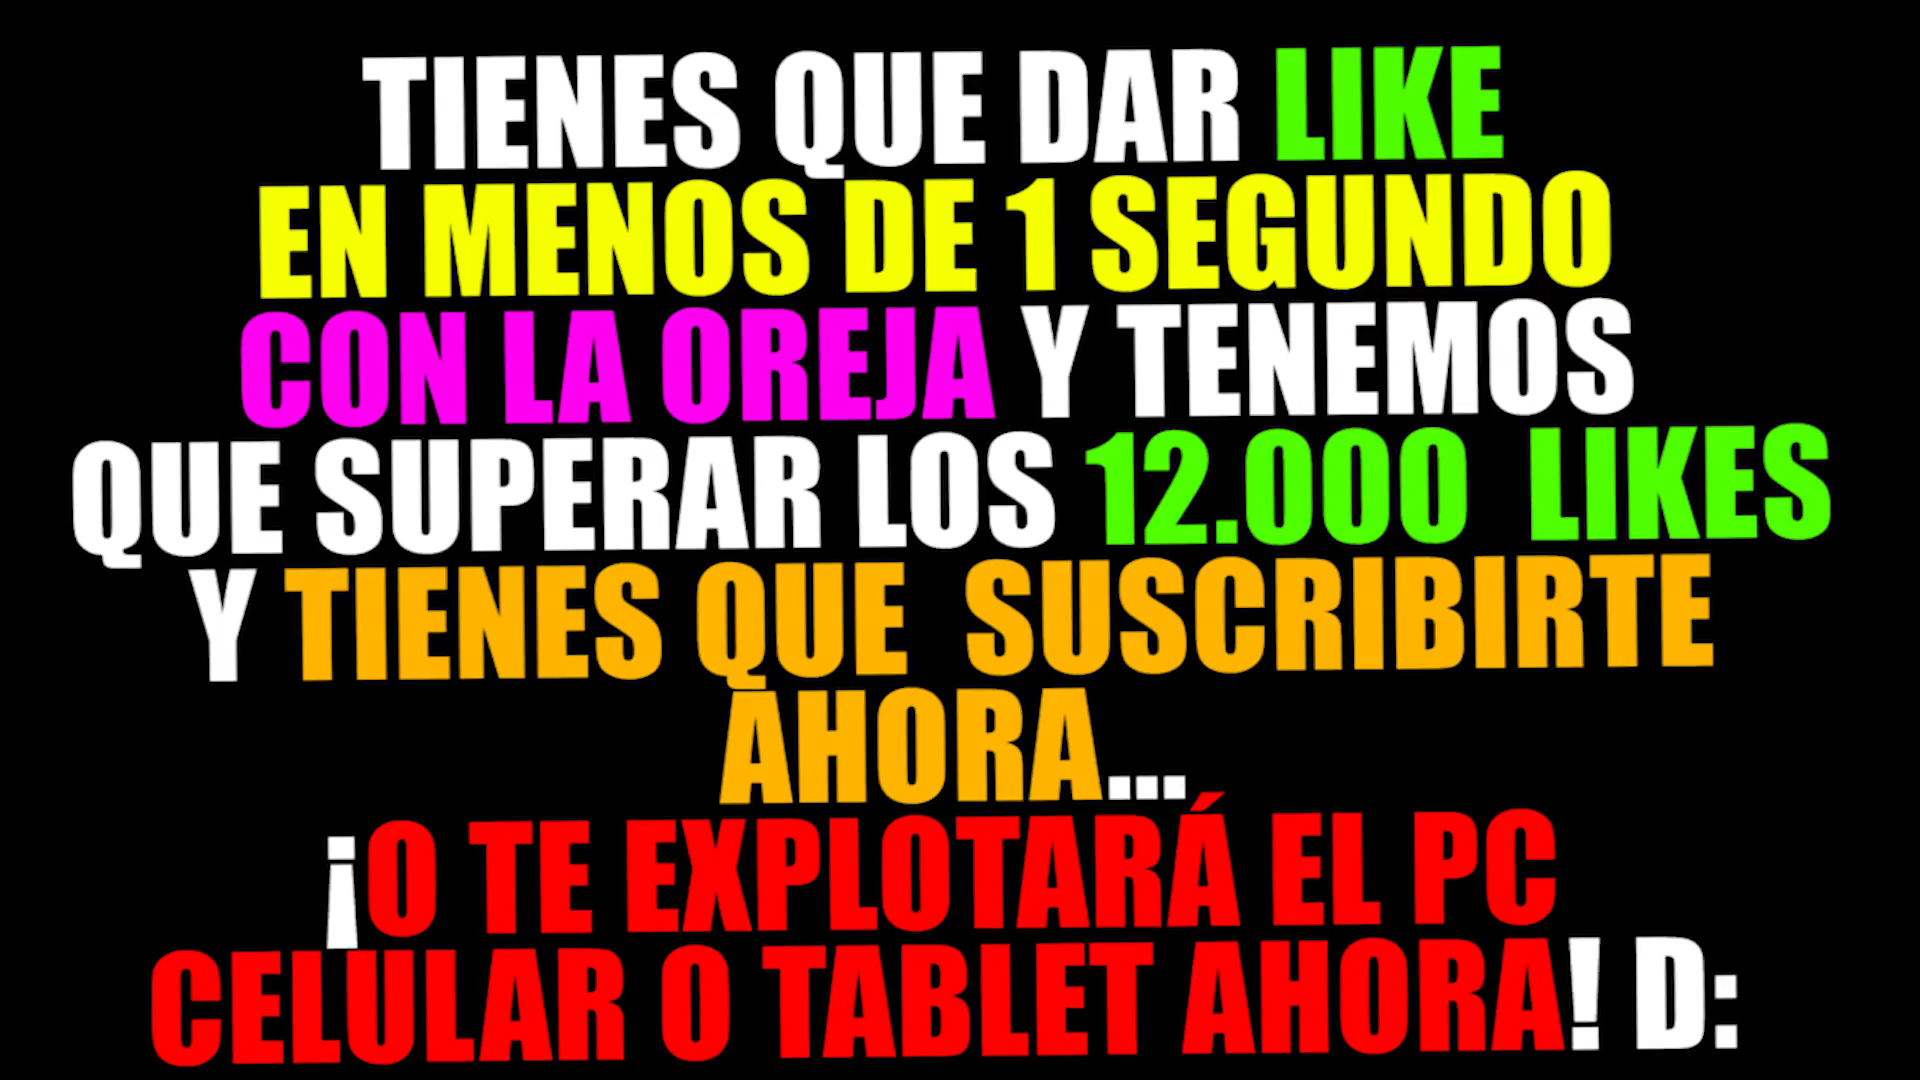 TIENES QUE DAR LIKE
EN MENOS DE 1 SEGUNDO
CON LA OREJA Y TENEMOS
QUE SUPERAR LOS 12.000 LIKES
Y TIENES QUE SUSCRIBIRTE
AHORA...
¡O TE EXPLOTARÁ EL PC
CELULAR O TABLET AHORA! D: